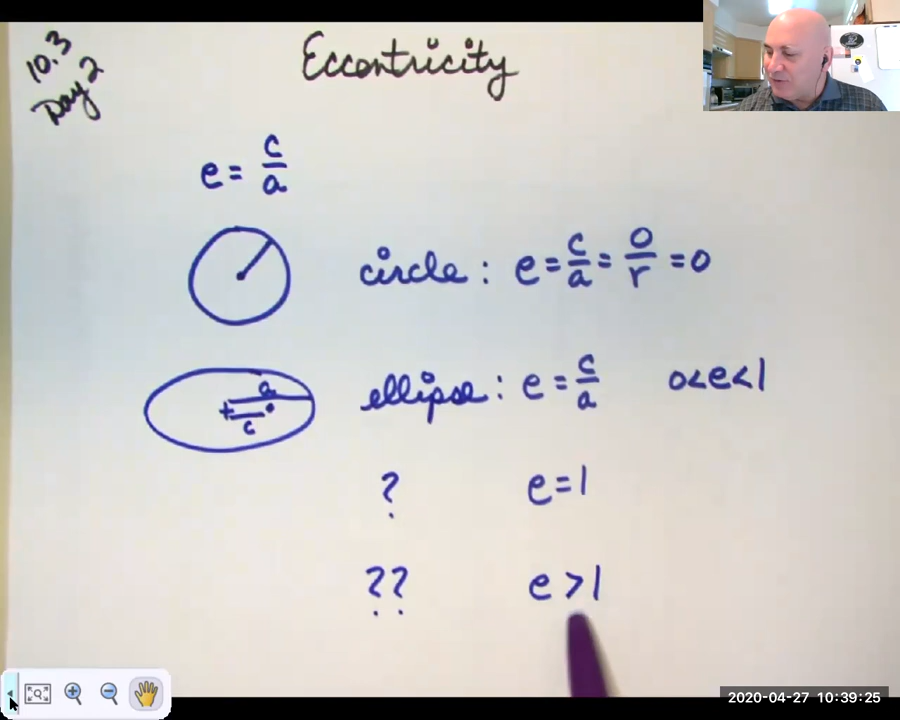 10.3
Day 2
Eccentricity
e = c/a
circle : e = c/a = 0/r = 0
a
c
ellipse : e = c/a 0<e<1
? e = 1
?? e > 1
2020-04-27 10:39:25